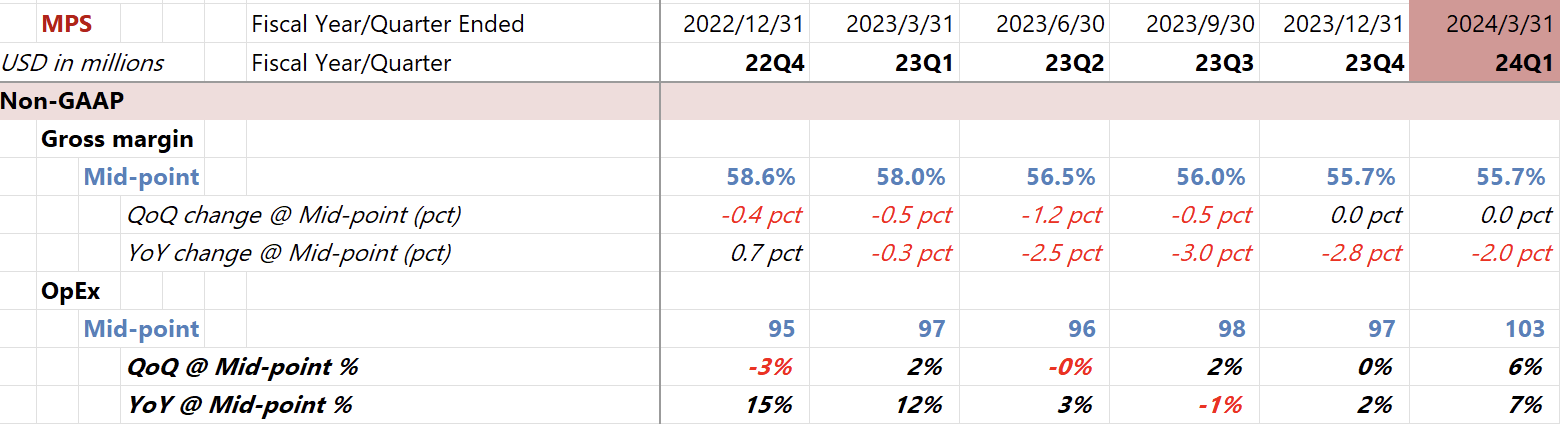 MPS Fiscal Year/Quarter Ended 2022/12/31 2023/3/31 2023/6/30 2023/9/30 2023/12/31 2024/3/31
USD in millions Fiscal Year/Quarter 22Q4 23Q1 23Q2 23Q3 23Q4 24Q1
Non-GAAP
Gross margin
Mid-point 58.6% 58.0% 56.5% 56.0% 55.7% 55.7%
QoQ change @ Mid-point (pct) -0.4 pct -0.5 pct -1.2 pct -0.5 pct 0.0 pct 0.0 pct
YoY change @ Mid-point (pct) 0.7 pct -0.3 pct -2.5 pct -3.0 pct -2.8 pct -2.0 pct
OpEx
Mid-point 95 97 96 98 97 103
QoQ @ Mid-point % -3% 2% -0% 2% 0% 6%
YoY @ Mid-point % 15% 12% 3% -1% 2% 7%